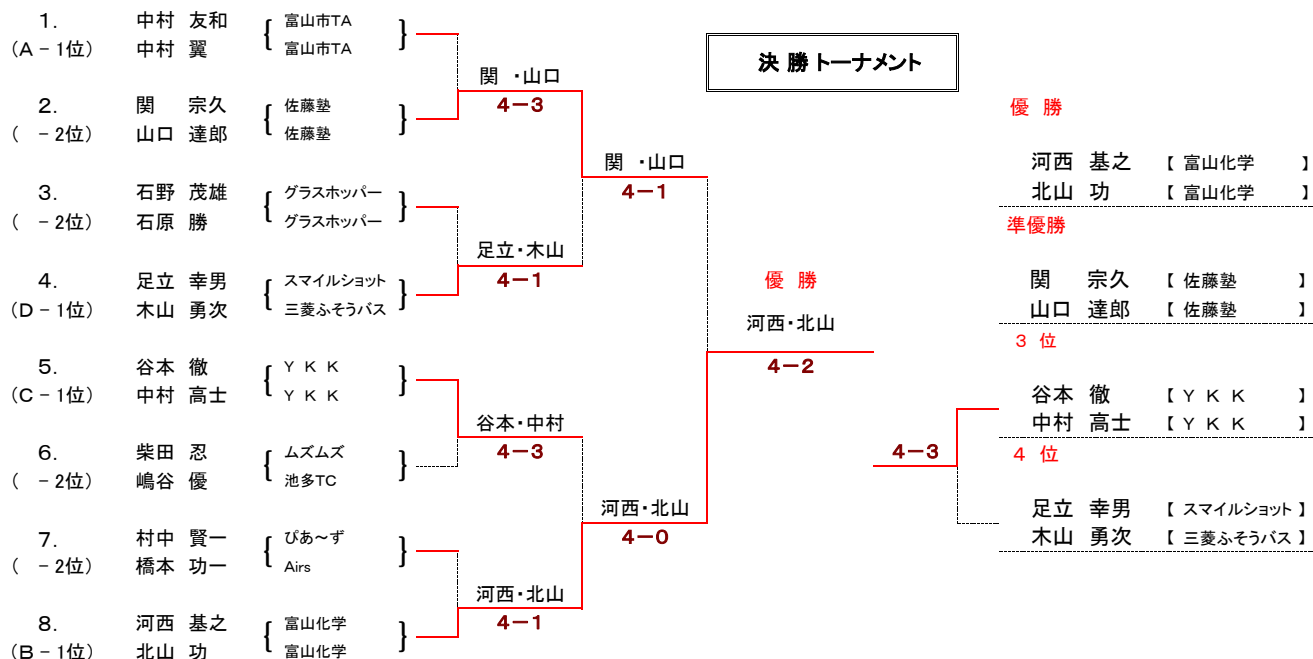 決 勝 トーナメント
1. 中村 友和 { 富山市TA }
(A - 1位) 中村 翼 富山市TA
関 ・山口
4-3
2. 関 宗久 { 佐藤塾 }
( - 2位) 山口 達郎 佐藤塾
関 ・山口
4-1
3. 石野 茂雄 { グラスホッパー }
( - 2位) 石原 勝 グラスホッパー
足立・木山
4-1
4. 足立 幸男 { スマイルショット }
(D - 1位) 木山 勇次 三菱ふそうバス
優 勝
河西・北山
4-2
5. 谷本 徹 { Y K K }
(C - 1位) 中村 高士 Y K K
谷本・中村
4-3
6. 柴田 忍 { ムズムズ }
( - 2位) 嶋谷 優 池多TC
河西・北山
4-0
7. 村中 賢一 { ぴあ~ず }
( - 2位) 橋本 功一 Airs
河西・北山
4-1
8. 河西 基之 { 富山化学 }
(B - 1位) 北山 功 富山化学
優 勝
河西 基之 【 富山化学 】
北山 功 【 富山化学 】
準優勝
関 宗久 【 佐藤塾 】
山口 達郎 【 佐藤塾 】
3 位
谷本 徹 【 Y K K 】
中村 高士 【 Y K K 】
4-3
4 位
足立 幸男 【 スマイルショット 】
木山 勇次 【 三菱ふそうバス 】